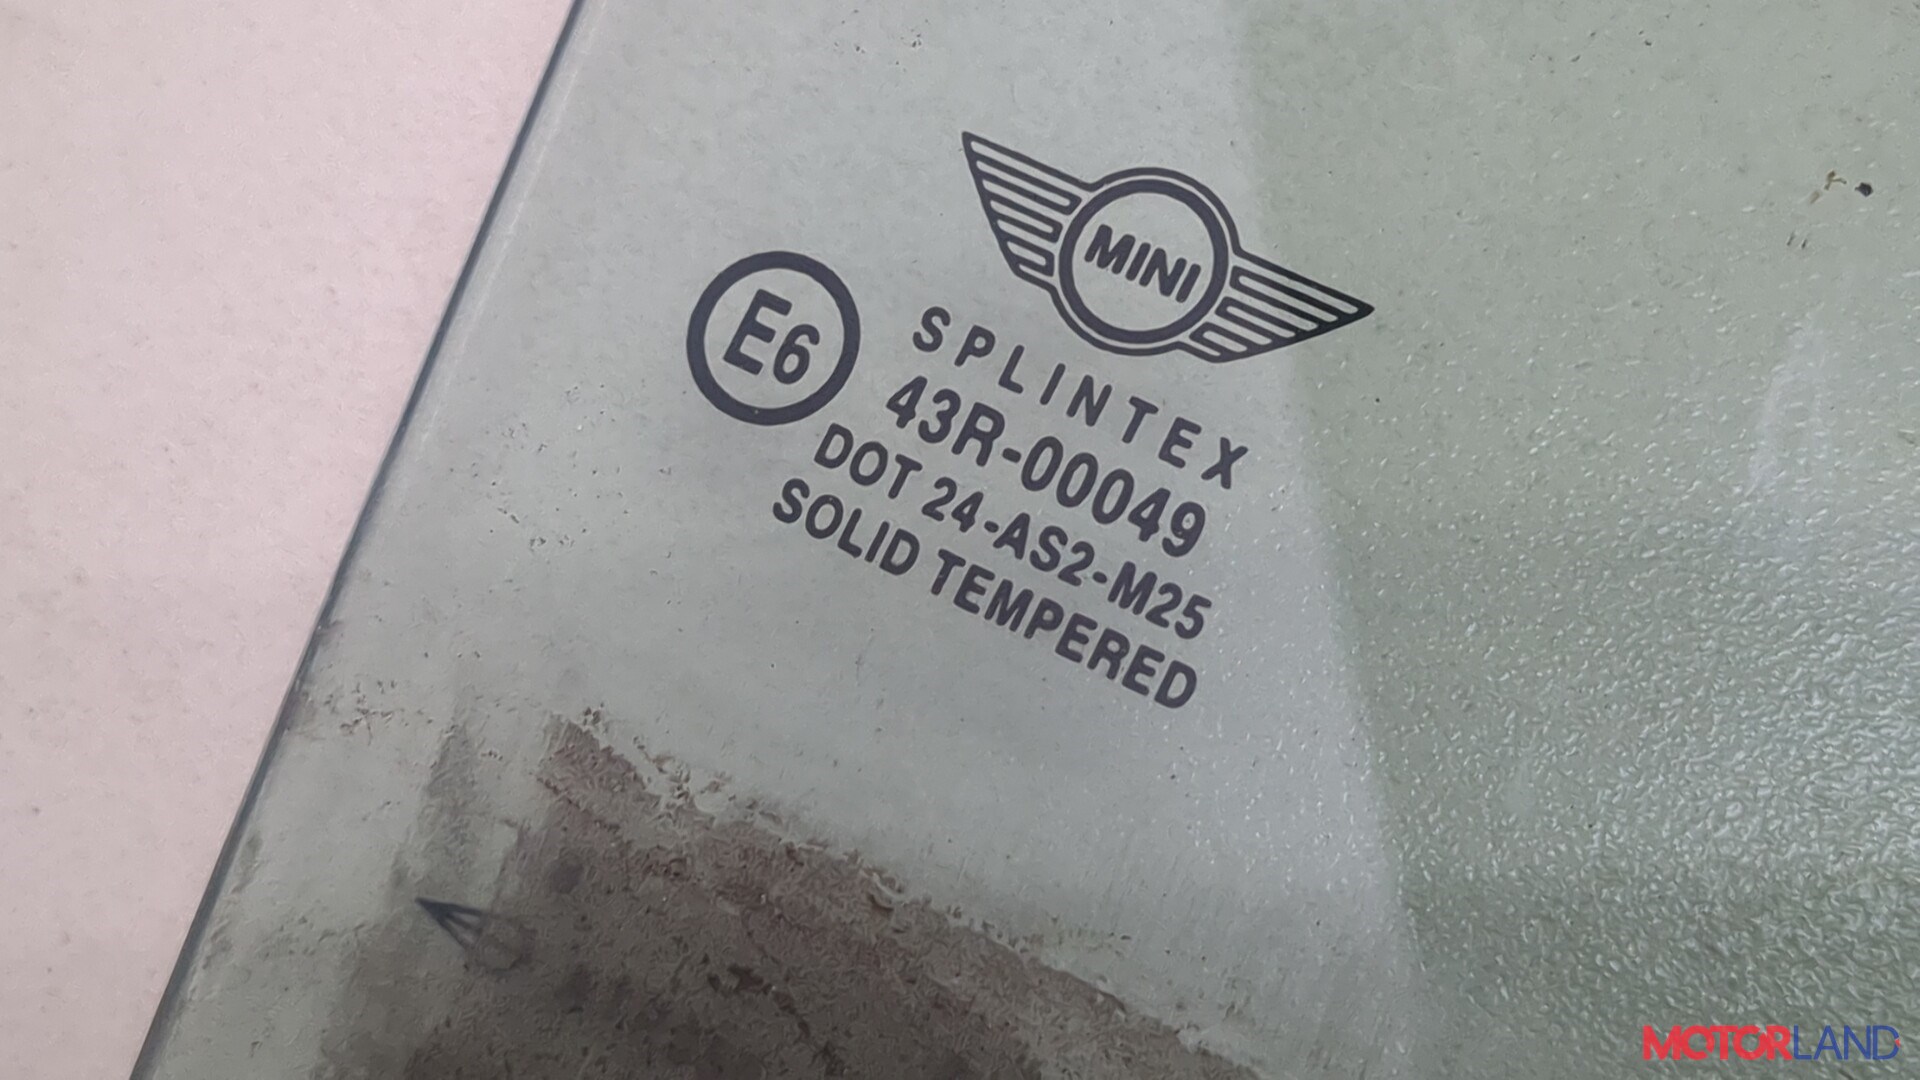 MINI
E6
SPLINTEX
43R-00049
DOT 24-AS2-M25
SOLID TEMPERED
MOTORLAND